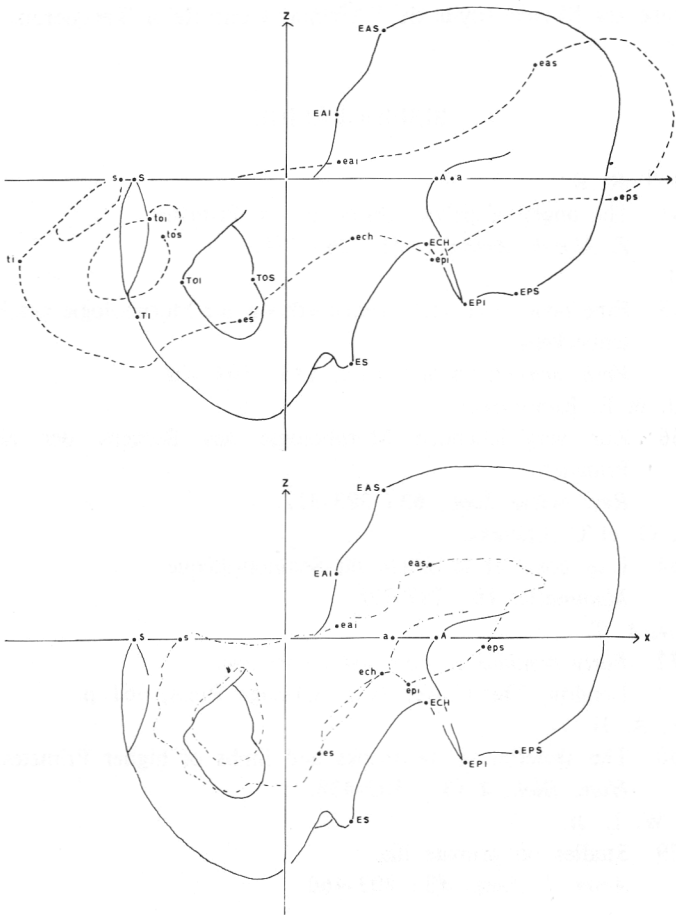 Z
EAS
eas
EAI
eai
s S A a
eps
toi
tos
ech ECH
epi
ti
TOI TOS
EPS
EPI
TI
es
ES
Z
EAS
eas
EAI
eai
S s a A X
eps
ech
epi
ECH
es
EPS
EPI
ES